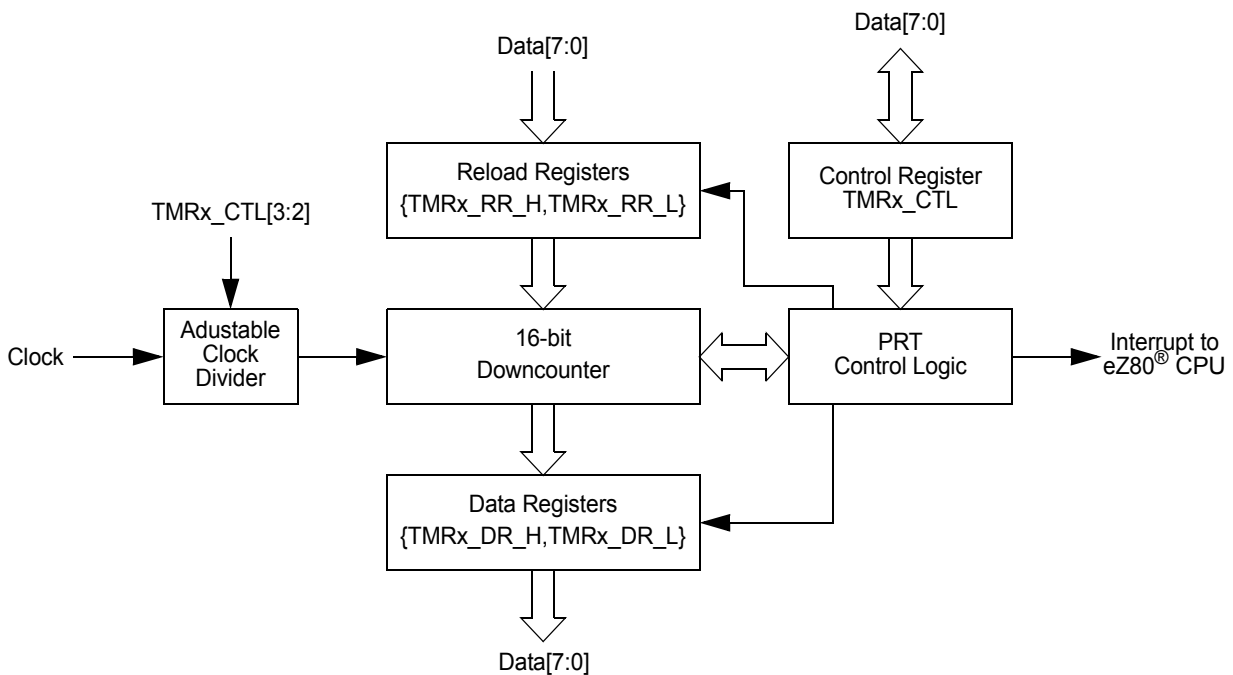 Data[7:0]
Data[7:0]
Reload Registers
{TMRx_RR_H,TMRx_RR_L}
Control Register
TMRx_CTL
TMRx_CTL[3:2]
Clock
Adustable
Clock
Divider
16-bit
Downcounter
PRT
Control Logic
Interrupt to
eZ80® CPU
Data Registers
{TMRx_DR_H,TMRx_DR_L}
Data[7:0]